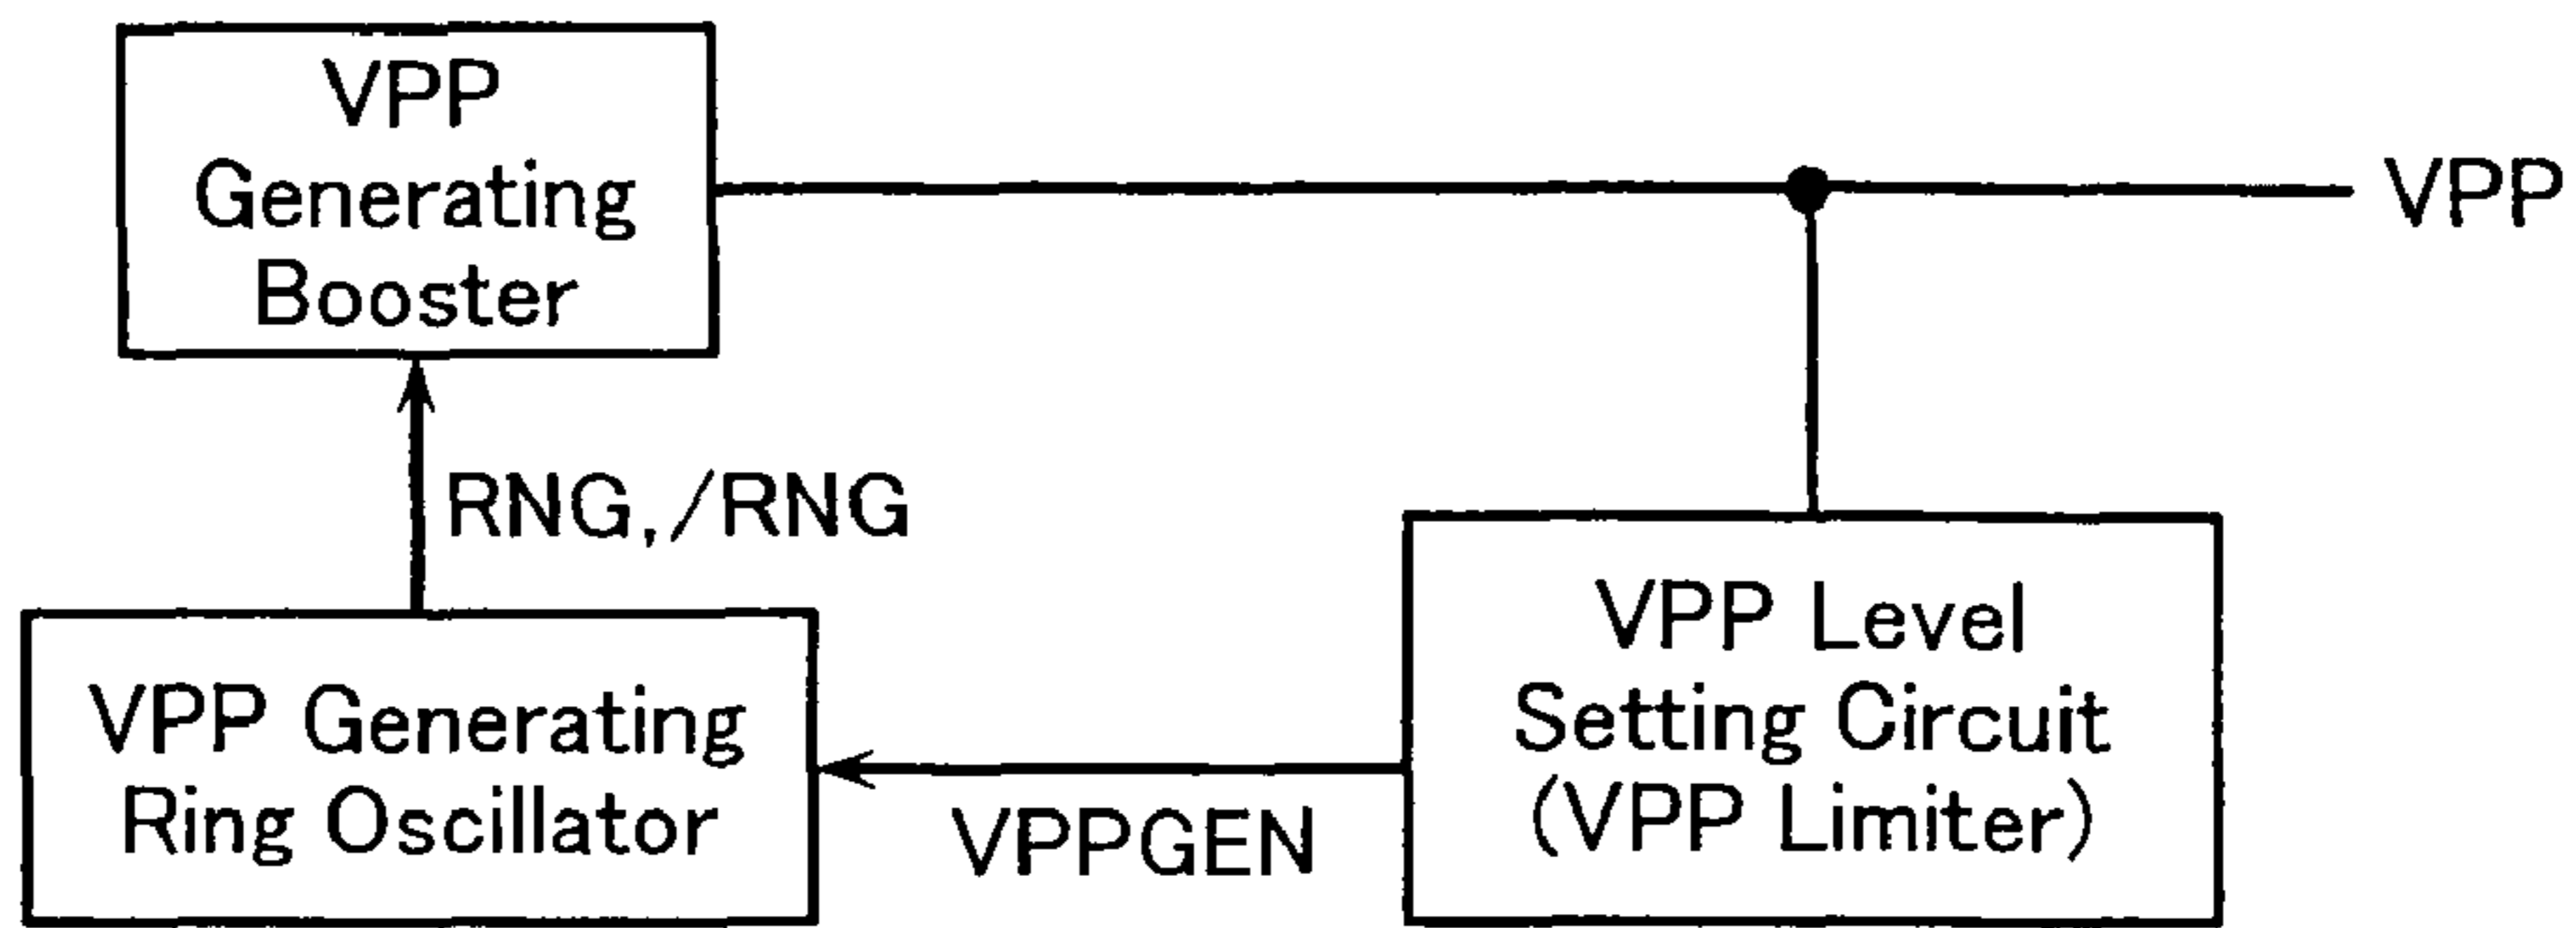 VPP
Generating
Booster
VPP
RNG,/RNG
VPP Level
Setting Circuit
(VPP Limiter)
VPP Generating
Ring Oscillator
VPPGEN